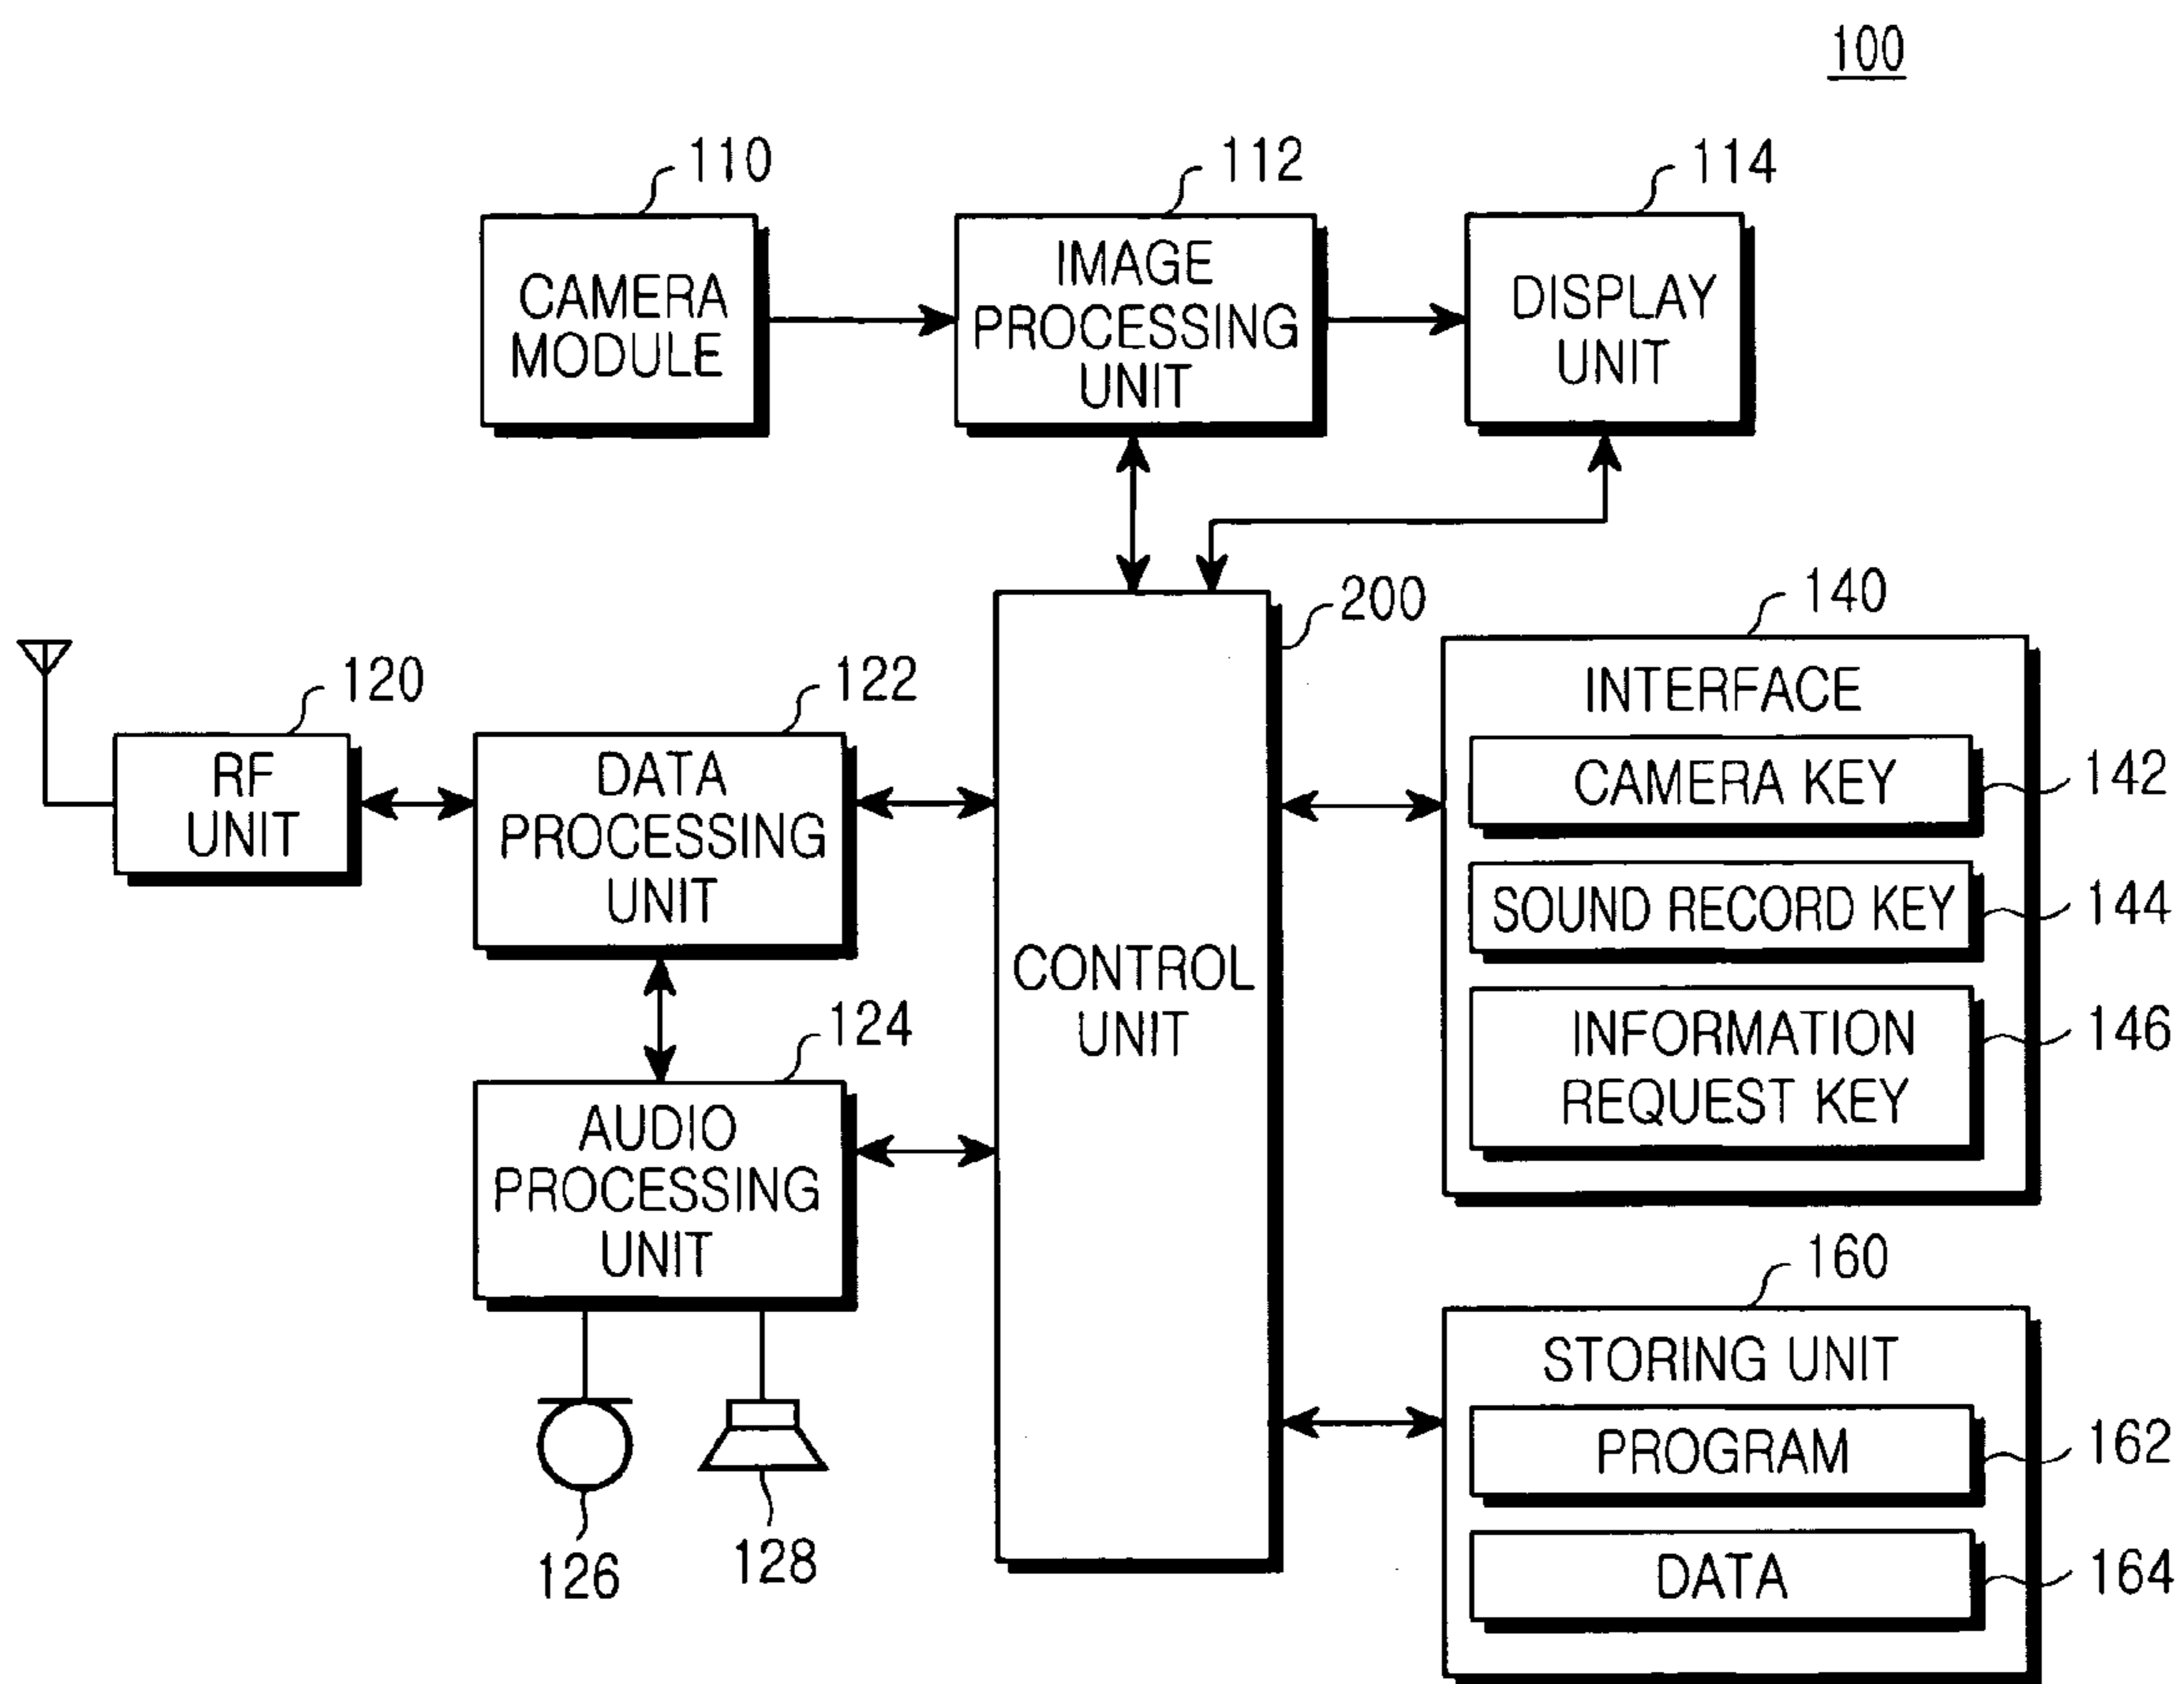 100
110
112
114
CAMERA
MODULE
IMAGE
PROCESSING
UNIT
DISPLAY
UNIT
200
140
120
122
INTERFACE
RF
UNIT
DATA
PROCESSING
UNIT
CAMERA KEY
142
SOUND RECORD KEY
144
CONTROL
UNIT
124
INFORMATION
REQUEST KEY
146
AUDIO
PROCESSING
UNIT
160
STORING UNIT
PROGRAM
162
126
128
DATA
164